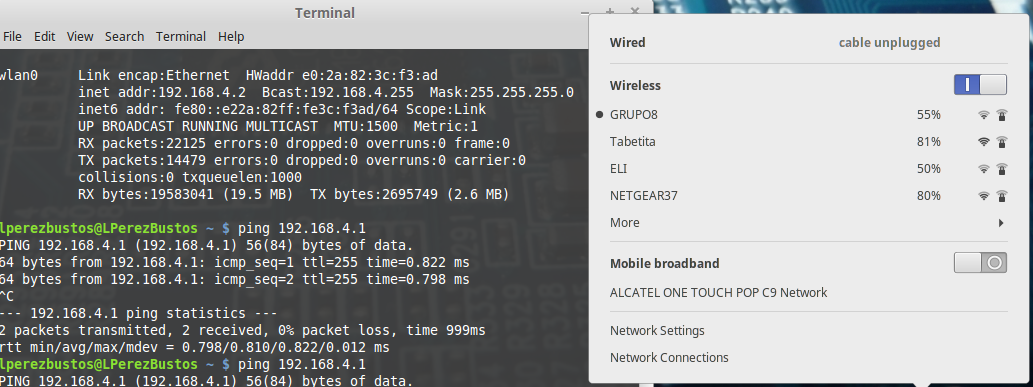 Terminal
File Edit View Search Terminal Help
wlan0 Link encap:Ethernet HWaddr e0:2a:82:3c:f3:ad
inet addr:192.168.4.2 Bcast:192.168.4.255 Mask:255.255.255.0
inet6 addr: fe80::e22a:82ff:fe3c:f3ad/64 Scope:Link
UP BROADCAST RUNNING MULTICAST MTU:1500 Metric:1
RX packets:22125 errors:0 dropped:0 overruns:0 frame:0
TX packets:14479 errors:0 dropped:0 overruns:0 carrier:0
collisions:0 txqueuelen:1000
RX bytes:19583041 (19.5 MB) TX bytes:2695749 (2.6 MB)
lperezbustos@LPerezBustos ~ $ ping 192.168.4.1
PING 192.168.4.1 (192.168.4.1) 56(84) bytes of data.
64 bytes from 192.168.4.1: icmp_seq=1 ttl=255 time=0.822 ms
64 bytes from 192.168.4.1: icmp_seq=2 ttl=255 time=0.798 ms
^C
--- 192.168.4.1 ping statistics ---
2 packets transmitted, 2 received, 0% packet loss, time 999ms
rtt min/avg/max/mdev = 0.798/0.810/0.822/0.012 ms
lperezbustos@LPerezBustos ~ $ ping 192.168.4.1
PING 192.168.4.1 (192.168.4.1) 56(84) bytes of data.
Wired cable unplugged
Wireless
GRUPO8 55%
Tabetita 81%
ELI 50%
NETGEAR37 80%
More
Mobile broadband
ALCATEL ONE TOUCH POP C9 Network
Network Settings
Network Connections